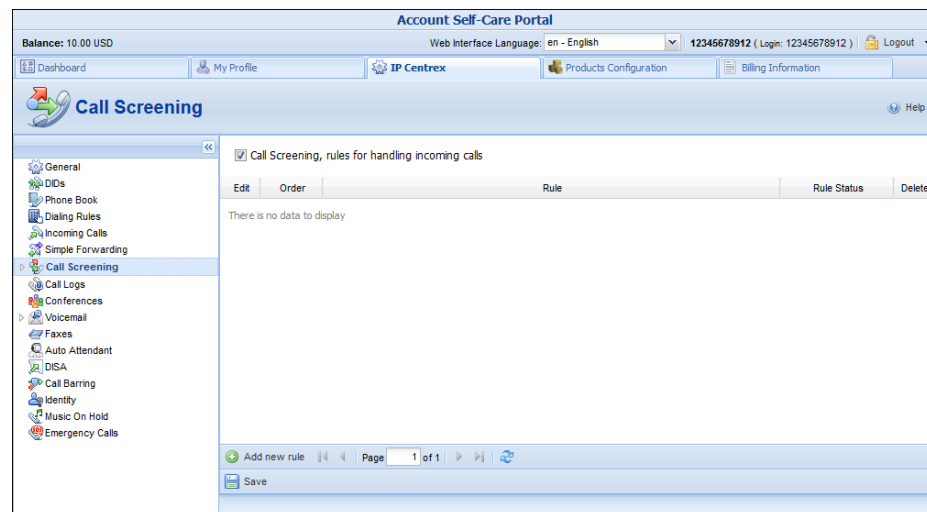 Account Self-Care Portal
Balance: 10.00 USD Web Interface Language: en - English 12345678912 ( Login: 12345678912 ) Logout
Dashboard My Profile IP Centrex Products Configuration Billing Information
Call Screening Help
General
DIDs
Phone Book
Dialing Rules
Incoming Calls
Simple Forwarding
Call Screening
Call Logs
Conferences
Voicemail
Faxes
Auto Attendant
DISA
Call Barring
Identity
Music On Hold
Emergency Calls
Call Screening, rules for handling incoming calls
Edit Order Rule Rule Status Delete
There is no data to display
Add new rule Page 1 of 1
Save